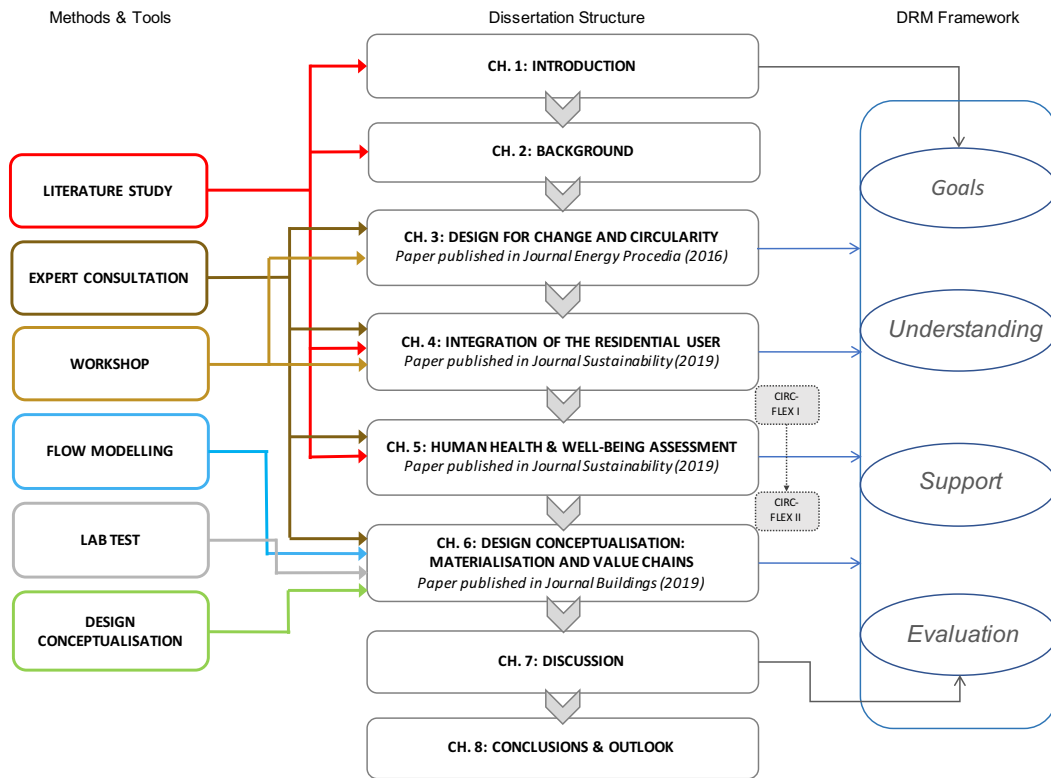 Methods & Tools
Dissertation Structure
DRM Framework
LITERATURE STUDY
EXPERT CONSULTATION
WORKSHOP
FLOW MODELLING
LAB TEST
DESIGN
CONCEPTUALISATION
CH. 1: INTRODUCTION
CH. 2: BACKGROUND
CH. 3: DESIGN FOR CHANGE AND CIRCULARITY
Paper published in Journal Energy Procedia (2016)
CH. 4: INTEGRATION OF THE RESIDENTIAL USER
Paper published in Journal Sustainability (2019)
CH. 5: HUMAN HEALTH & WELL-BEING ASSESSMENT
Paper published in Journal Sustainability (2019)
CH. 6: DESIGN CONCEPTUALISATION:
MATERIALISATION AND VALUE CHAINS
Paper published in Journal Buildings (2019)
CH. 7: DISCUSSION
CH. 8: CONCLUSIONS & OUTLOOK
CIRC-
FLEX I
CIRC-
FLEX II
Goals
Understanding
Support
Evaluation